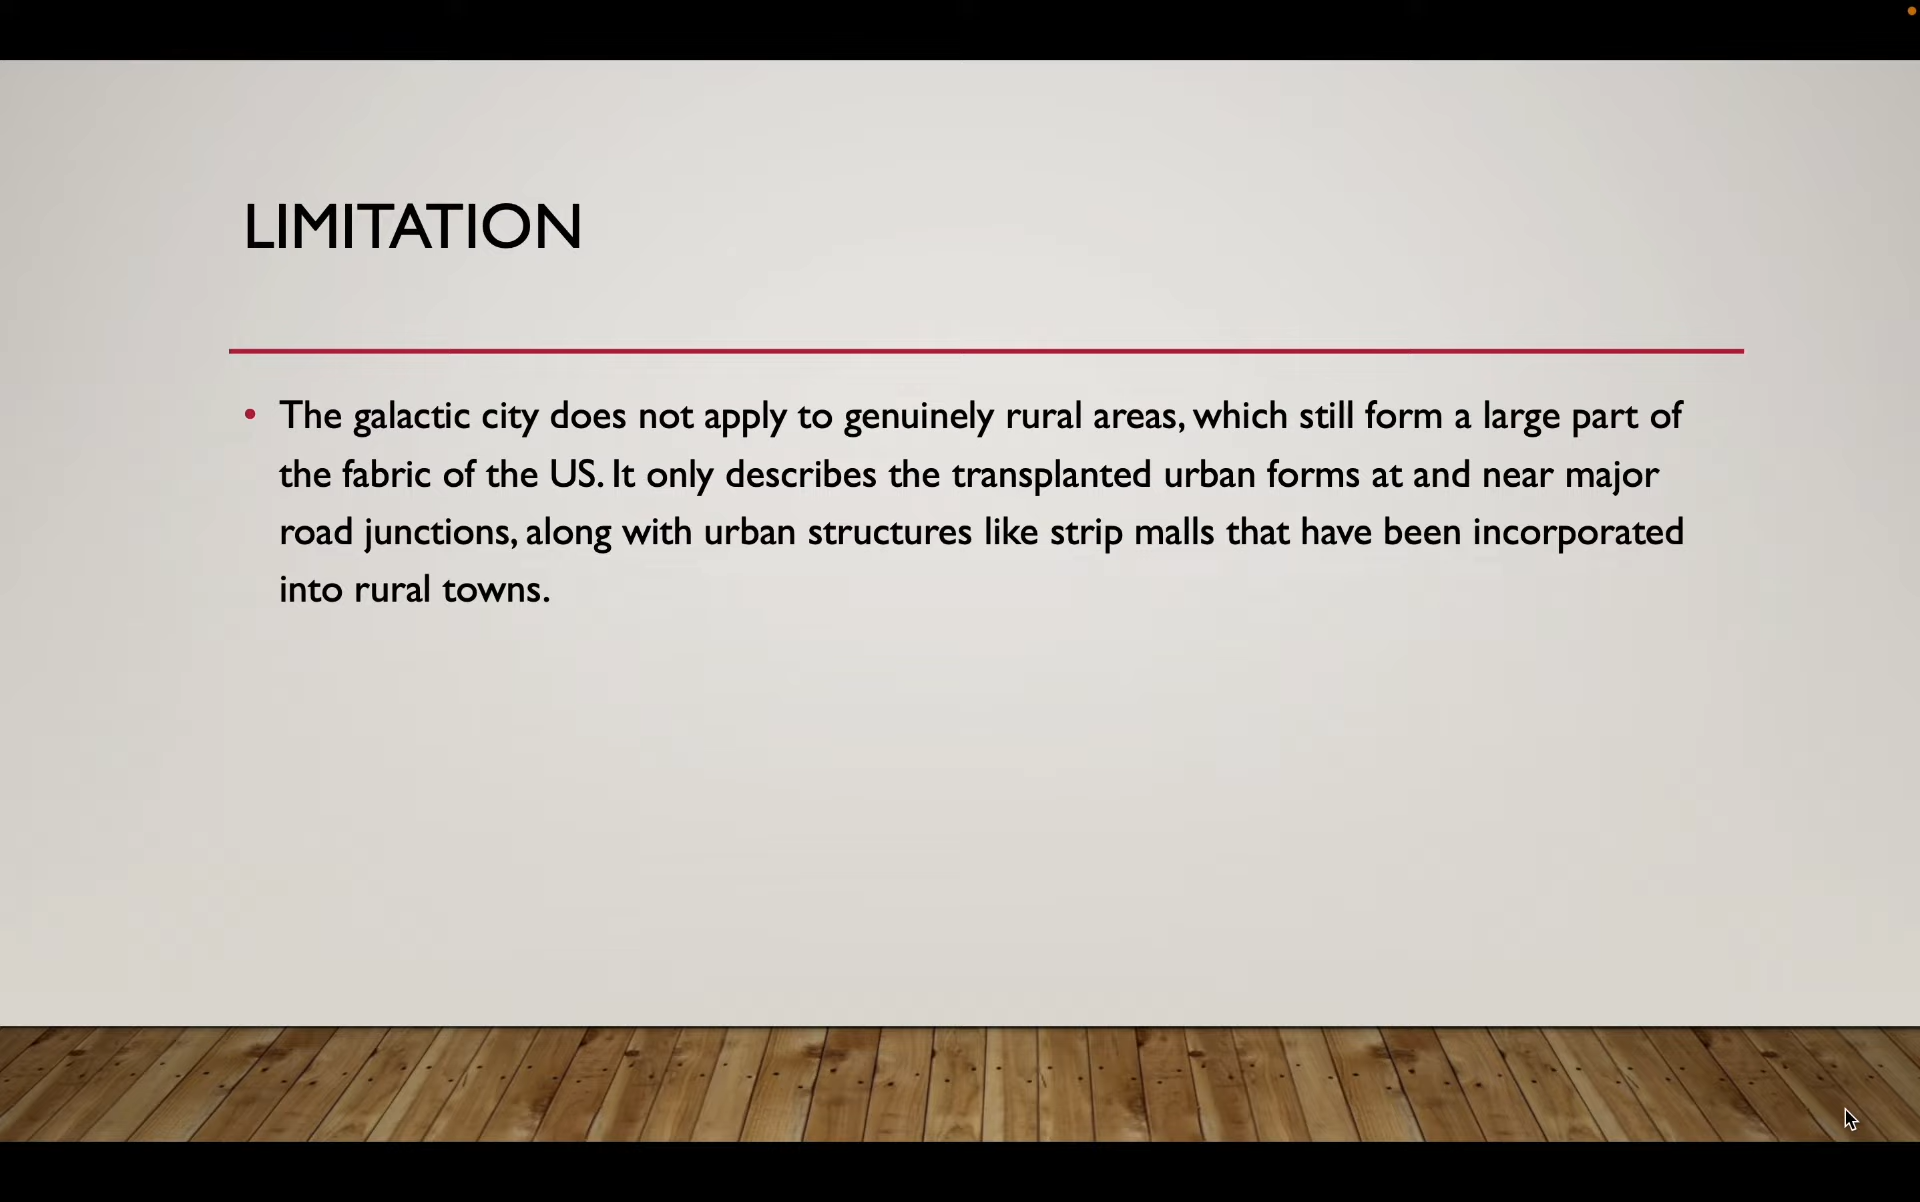 LIMITATION
• The galactic city does not apply to genuinely rural areas, which still form a large part of
the fabric of the US. It only describes the transplanted urban forms at and near major
road junctions, along with urban structures like strip malls that have been incorporated
into rural towns.